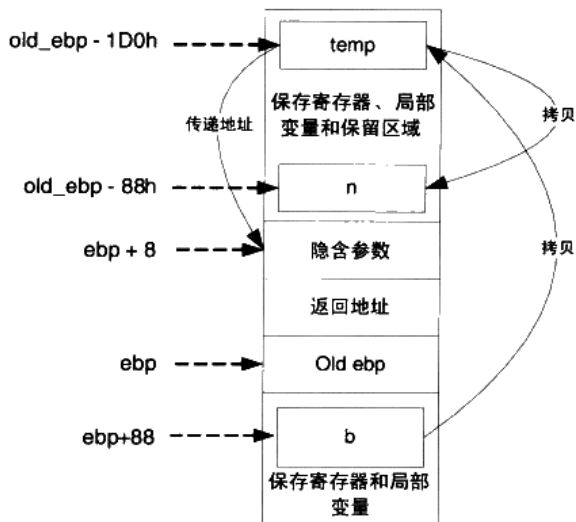 old_ebp - 1D0h
temp
保存寄存器、局部
变量和保留区域
传递地址
拷贝
old_ebp - 88h
n
ebp + 8
隐含参数
拷贝
返回地址
ebp
Old ebp
ebp+88
b
保存寄存器和局部
变量